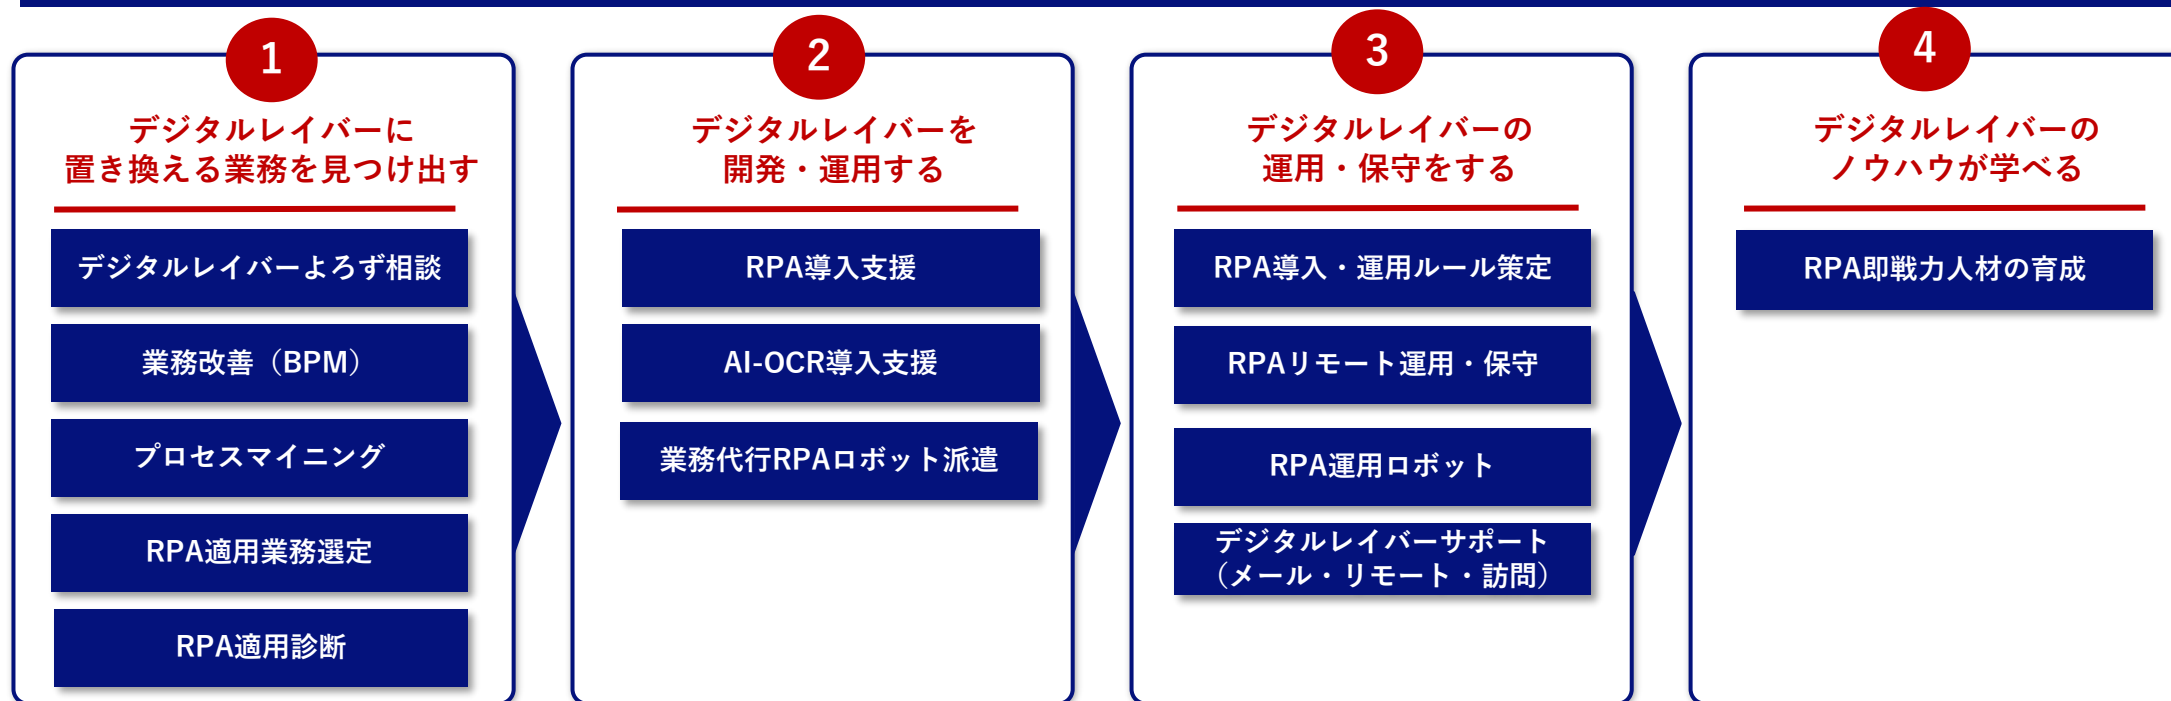 1
デジタルレイバーに
置き換える業務を見つけ出す
デジタルレイバーよろず相談
業務改善（BPM）
プロセスマイニング
RPA適用業務選定
RPA適用診断
2
デジタルレイバーを
開発・運用する
RPA導入支援
AI-OCR導入支援
業務代行RPAロボット派遣
3
デジタルレイバーの
運用・保守をする
RPA導入・運用ルール策定
RPAリモート運用・保守
RPA運用ロボット
デジタルレイバーサポート
（メール・リモート・訪問）
4
デジタルレイバーの
ノウハウが学べる
RPA即戦力人材の育成